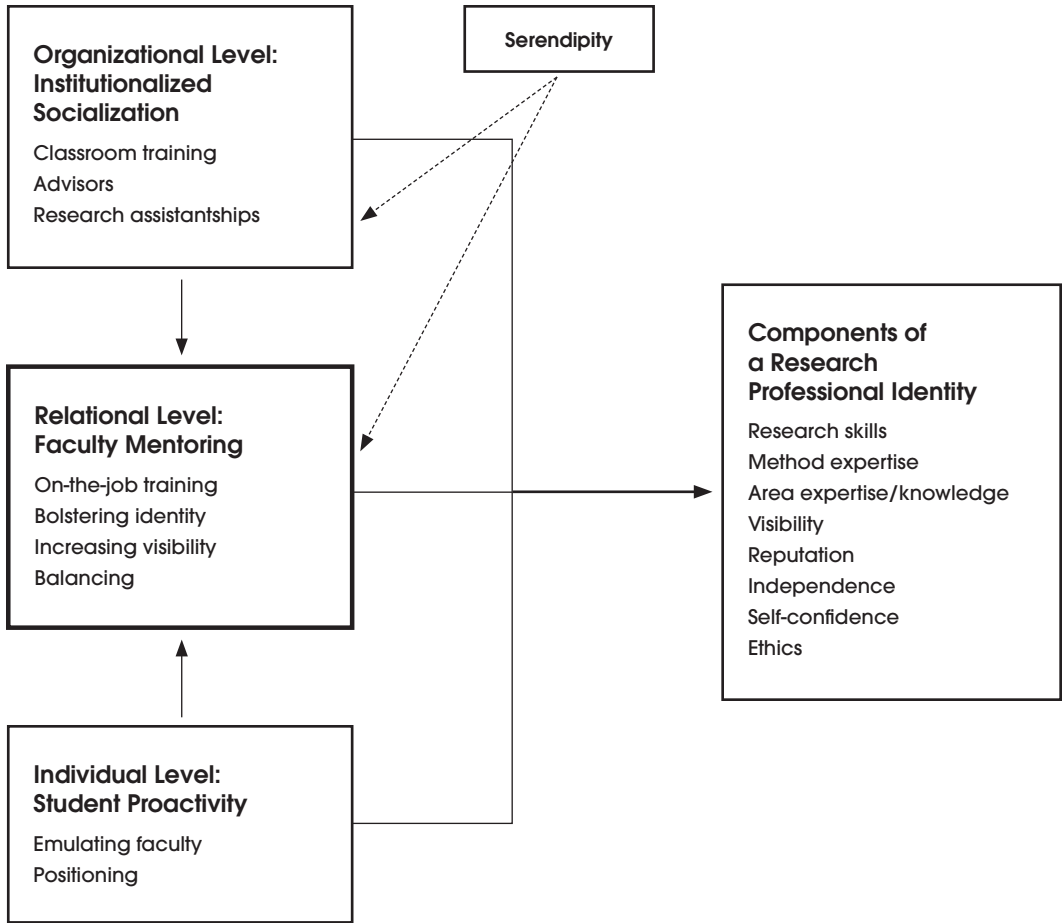 Organizational Level:
Institutionalized
Socialization
Classroom training
Advisors
Research assistantships
Serendipity
Relational Level:
Faculty Mentoring
On-the-job training
Bolstering identity
Increasing visibility
Balancing
Individual Level:
Student Proactivity
Emulating faculty
Positioning
Components of
a Research
Professional Identity
Research skills
Method expertise
Area expertise/knowledge
Visibility
Reputation
Independence
Self-confidence
Ethics